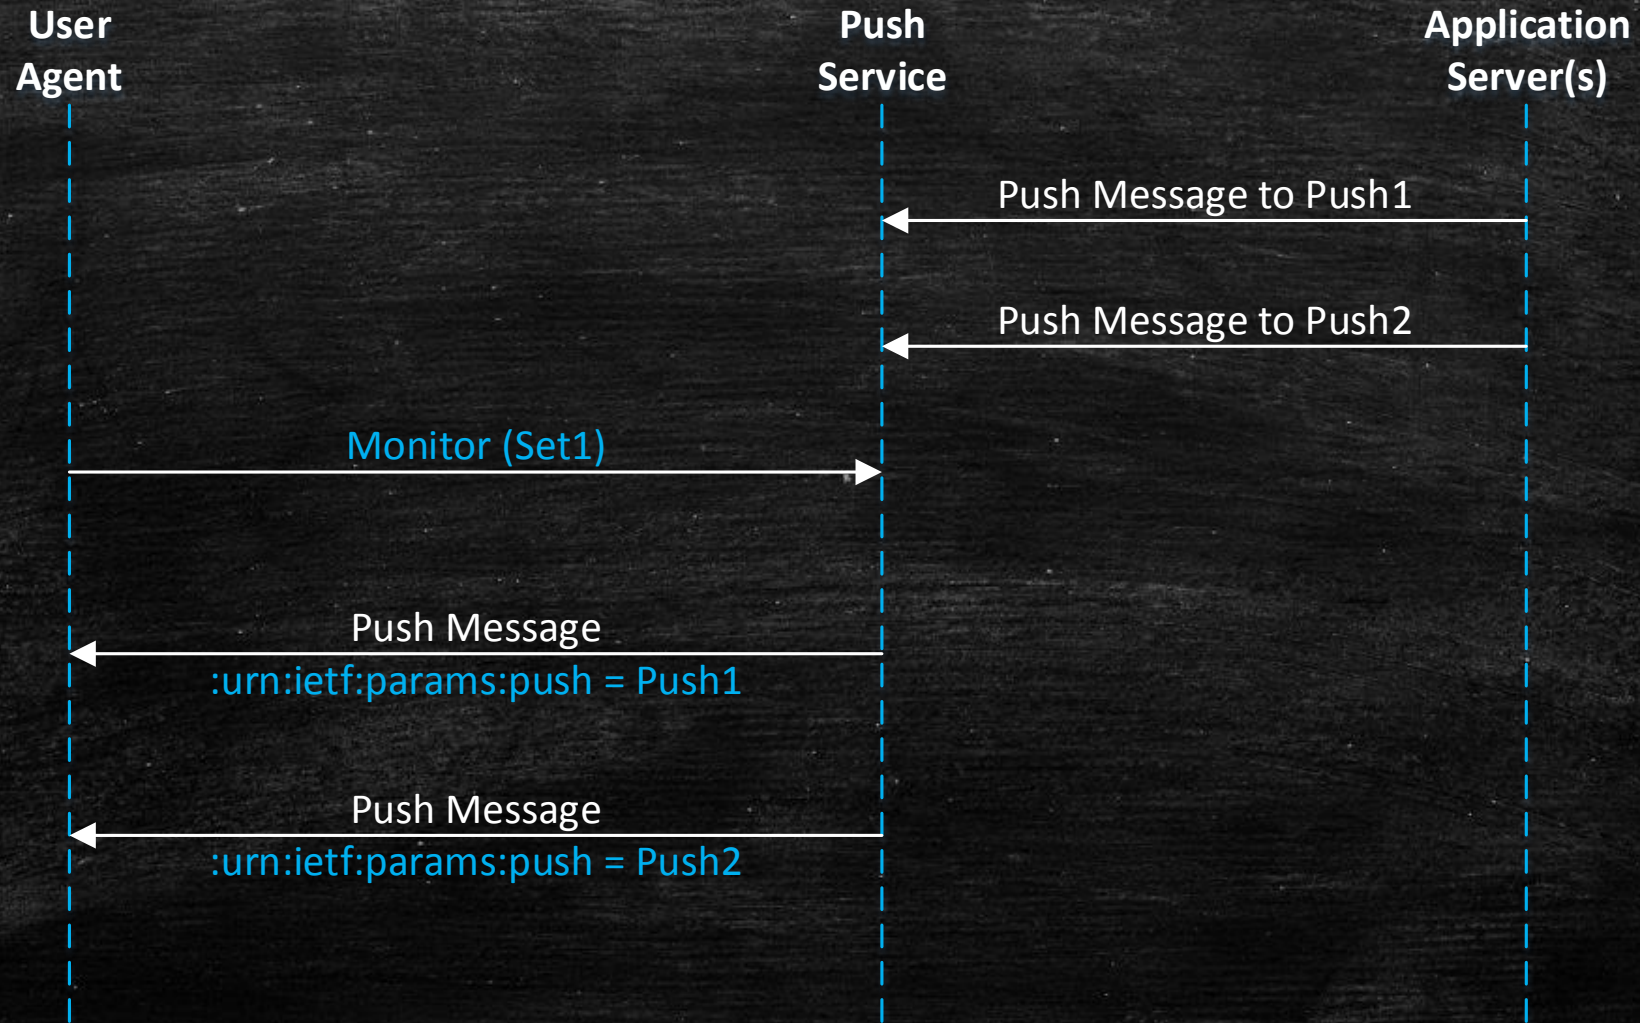 User
Agent
Push
Service
Application
Server(s)
Push Message to Push1
Push Message to Push2
Monitor (Set1)
Push Message
:urn:ietf:params:push = Push1
Push Message
:urn:ietf:params:push = Push2